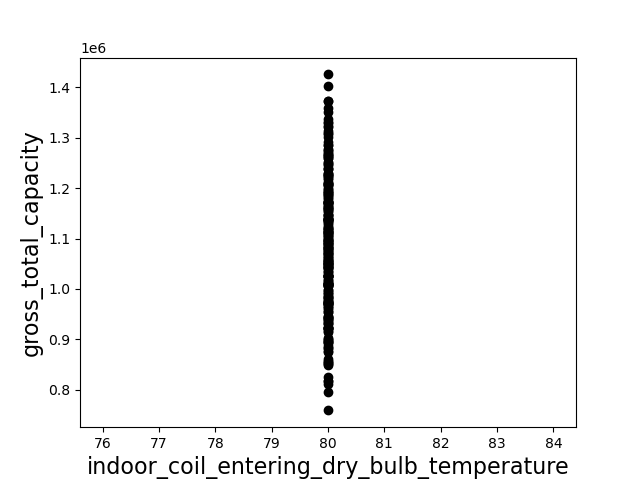 1e6
1.4
1.3
1.2
1.1
1.0
0.9
0.8
gross_total_capacity
76 77 78 79 80 81 82 83 84
indoor_coil_entering_dry_bulb_temperature